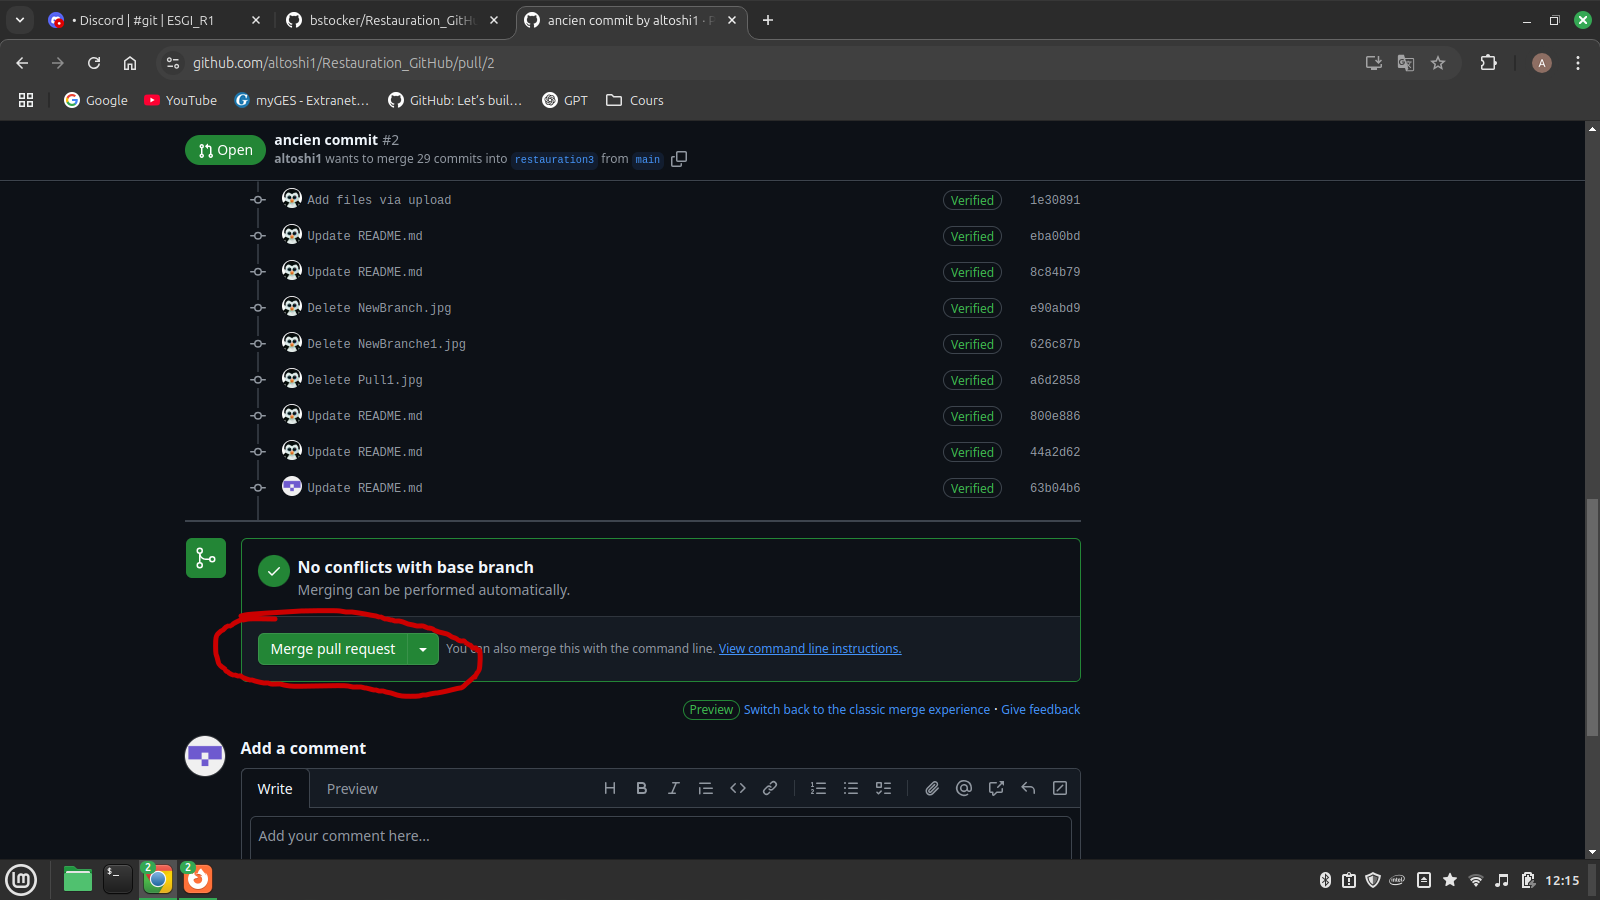 • Discord | #git | ESGI_R1
bstocker/Restauration_GitH
ancien commit by altoshi1 · P
github.com/altoshi1/Restauration_GitHub/pull/2
A
Google
YouTube
myGES - Extranet...
GitHub: Let's buil...
GPT
Cours
Open
ancien commit #2
altoshi1 wants to merge 29 commits into restauration3 from main
Add files via upload Verified 1e30891
Update README.md Verified eba00bd
Update README.md Verified 8c84b79
Delete NewBranch.jpg Verified e90abd9
Delete NewBranche1.jpg Verified 626c87b
Delete Pull1.jpg Verified a6d2858
Update README.md Verified 800e886
Update README.md Verified 44a2d62
Update README.md Verified 63b04b6
No conflicts with base branch
Merging can be performed automatically.
Merge pull request You can also merge this with the command line. View command line instructions.
Preview Switch back to the classic merge experience · Give feedback
Add a comment
Write Preview
Add your comment here...
2
2
12:15